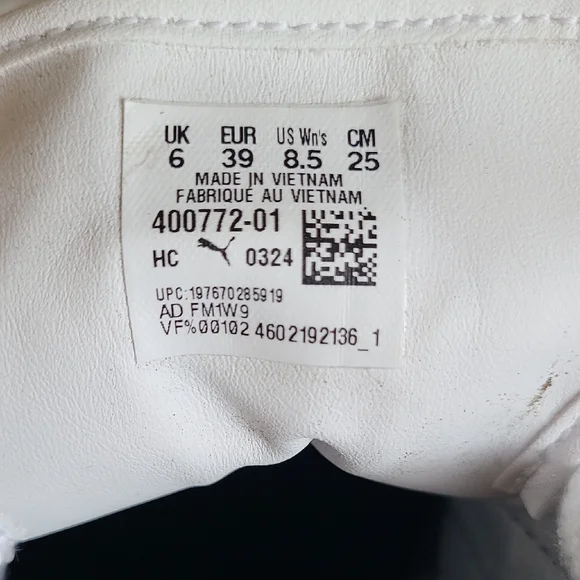 UK EUR US Wn's CM
6 39 8.5 25
MADE IN VIETNAM
FABRIQUÉ AU VIETNAM
400772-01
HC 0324
UPC:197670285919
AD FM1W9
VF%00102 4602192136_1